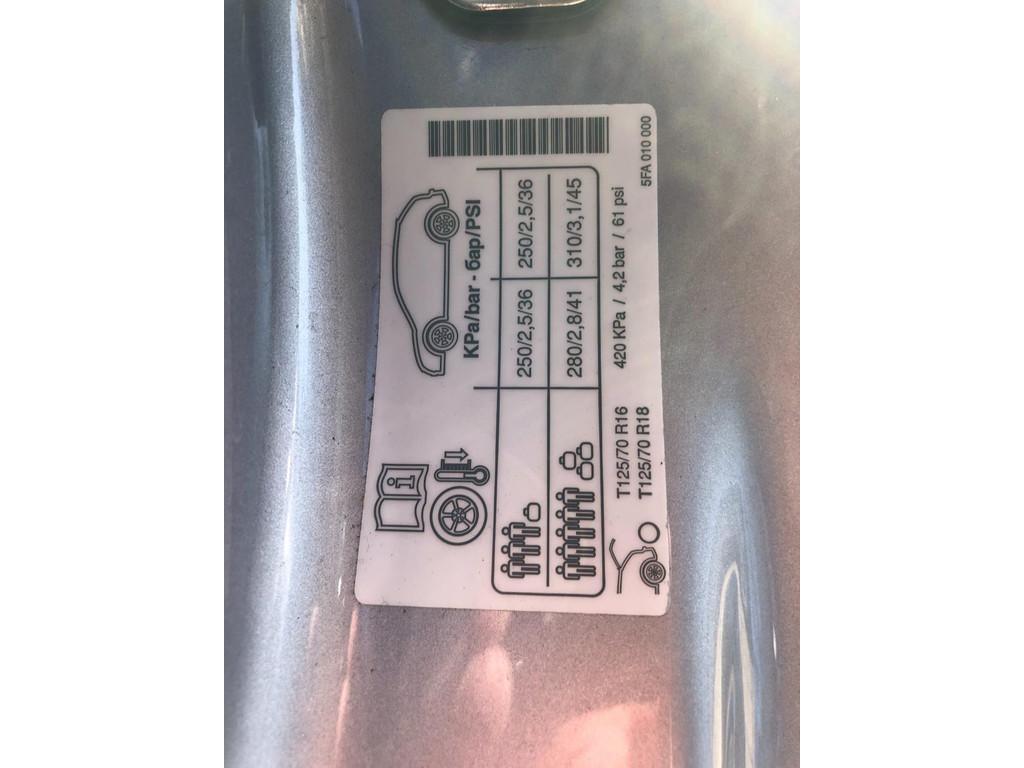 KPa/bar - бар/PSI
250/2,5/36 250/2,5/36
280/2,8/41 310/3,1/45
T125/70 R16
T125/70 R18
420 KPa / 4,2 bar / 61 psi
5FA 010 000